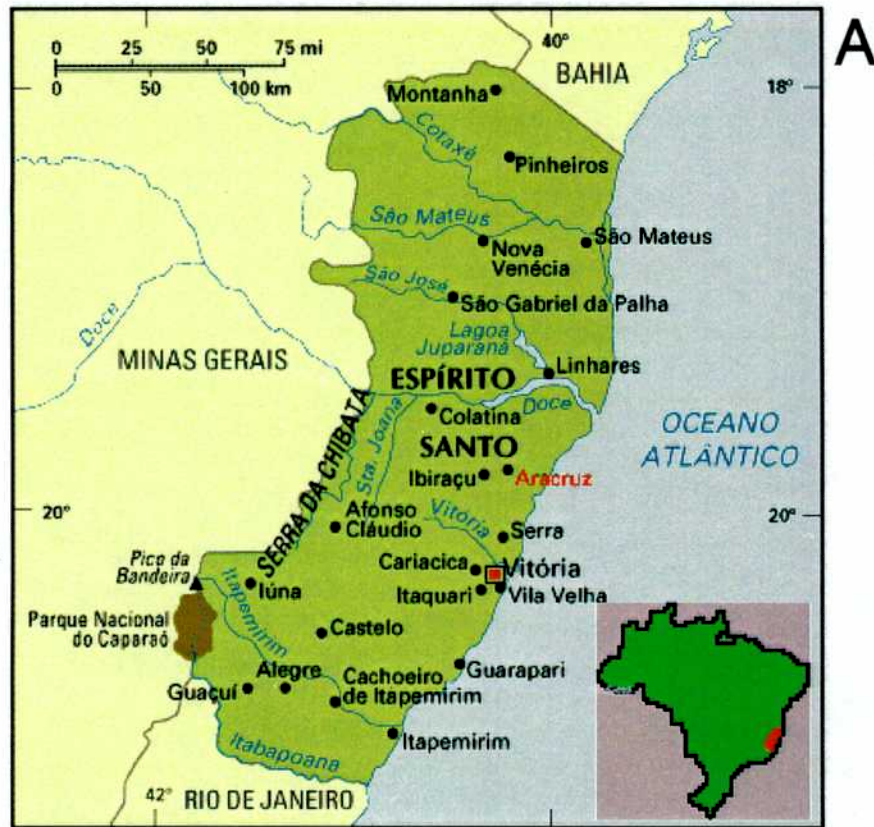 0 25 50 75 mi
0 50 100 km
40°
A
BAHIA
18°
Montanha
Cotaxé
Pinheiros
São Mateus
São Mateus
Nova
Venécia
São José
São Gabriel da Palha
Lagoa
Juparanã
Doce
MINAS GERAIS
Linhares
ESPÍRITO
Doce
Colatina
SERRA DA CHIBATA
Sta. Joana
SANTO
OCEANO
ATLÂNTICO
Ibiraçu
Aracruz
20°
20°
Afonso
Cláudio
Vitória
Serra
Pico da
Bandeira
Cariacica
Vitória
Iúna
Itaquari
Vila Velha
Parque Nacional
do Caparaó
Itapemirim
Castelo
Guarapari
Guaçuí
Alegre
Cachoeiro
de Itapemirim
Itapemirim
Itabapoana
42°
RIO DE JANEIRO